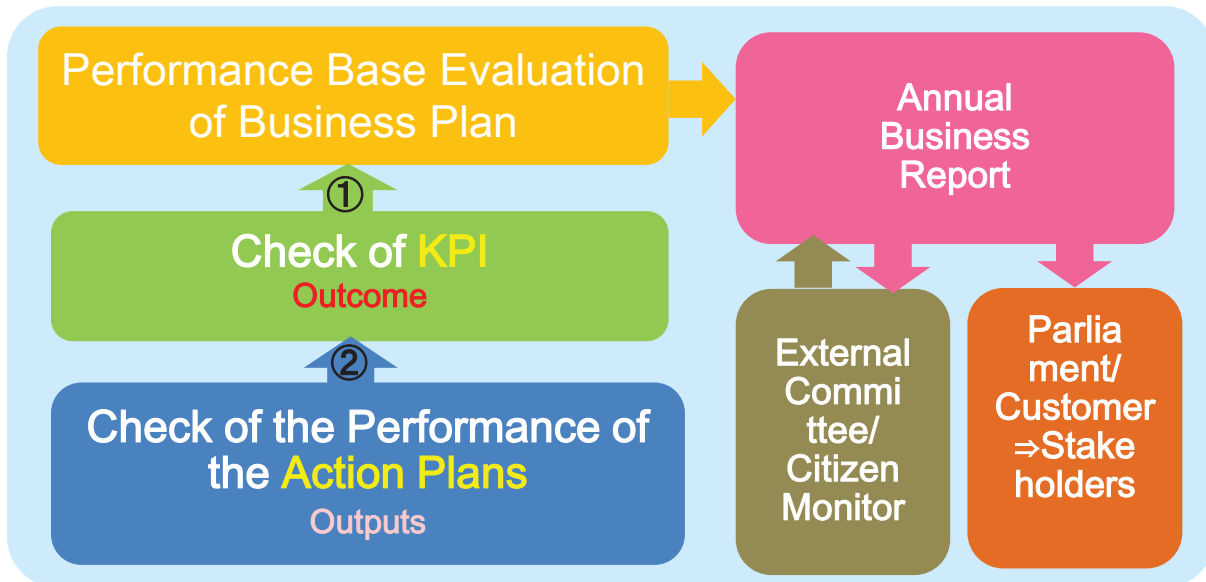 Performance Base Evaluation
of Business Plan
①
Check of KPI
Outcome
②
Check of the Performance of
the Action Plans
Outputs
Annual
Business
Report
External
Commi
ttee/
Citizen
Monitor
Parlia
ment/
Customer
⇒Stake
holders